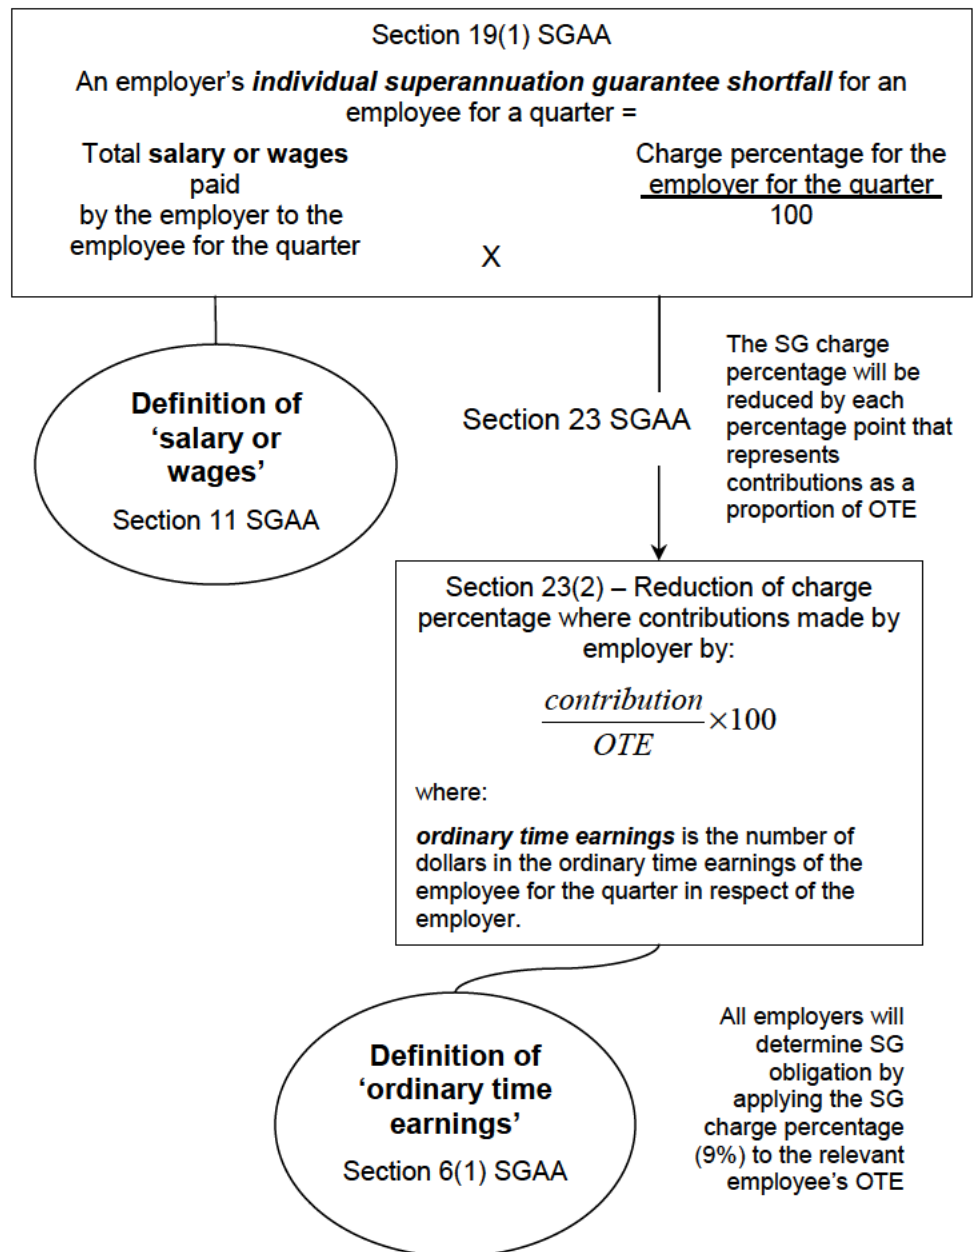 Section 19(1) SGAA
An employer's individual superannuation guarantee shortfall for an
employee for a quarter =
Total salary or wages
paid
by the employer to the
employee for the quarter
X
Charge percentage for the
employer for the quarter
100
Definition of
'salary or
wages'
Section 11 SGAA
Section 23 SGAA
The SG charge
percentage will be
reduced by each
percentage point that
represents
contributions as a
proportion of OTE
Section 23(2) – Reduction of charge
percentage where contributions made by
employer by:
contribution
OTE
×100
where:
ordinary time earnings is the number of
dollars in the ordinary time earnings of the
employee for the quarter in respect of the
employer.
Definition of
'ordinary time
earnings'
Section 6(1) SGAA
All employers will
determine SG
obligation by
applying the SG
charge percentage
(9%) to the relevant
employee's OTE